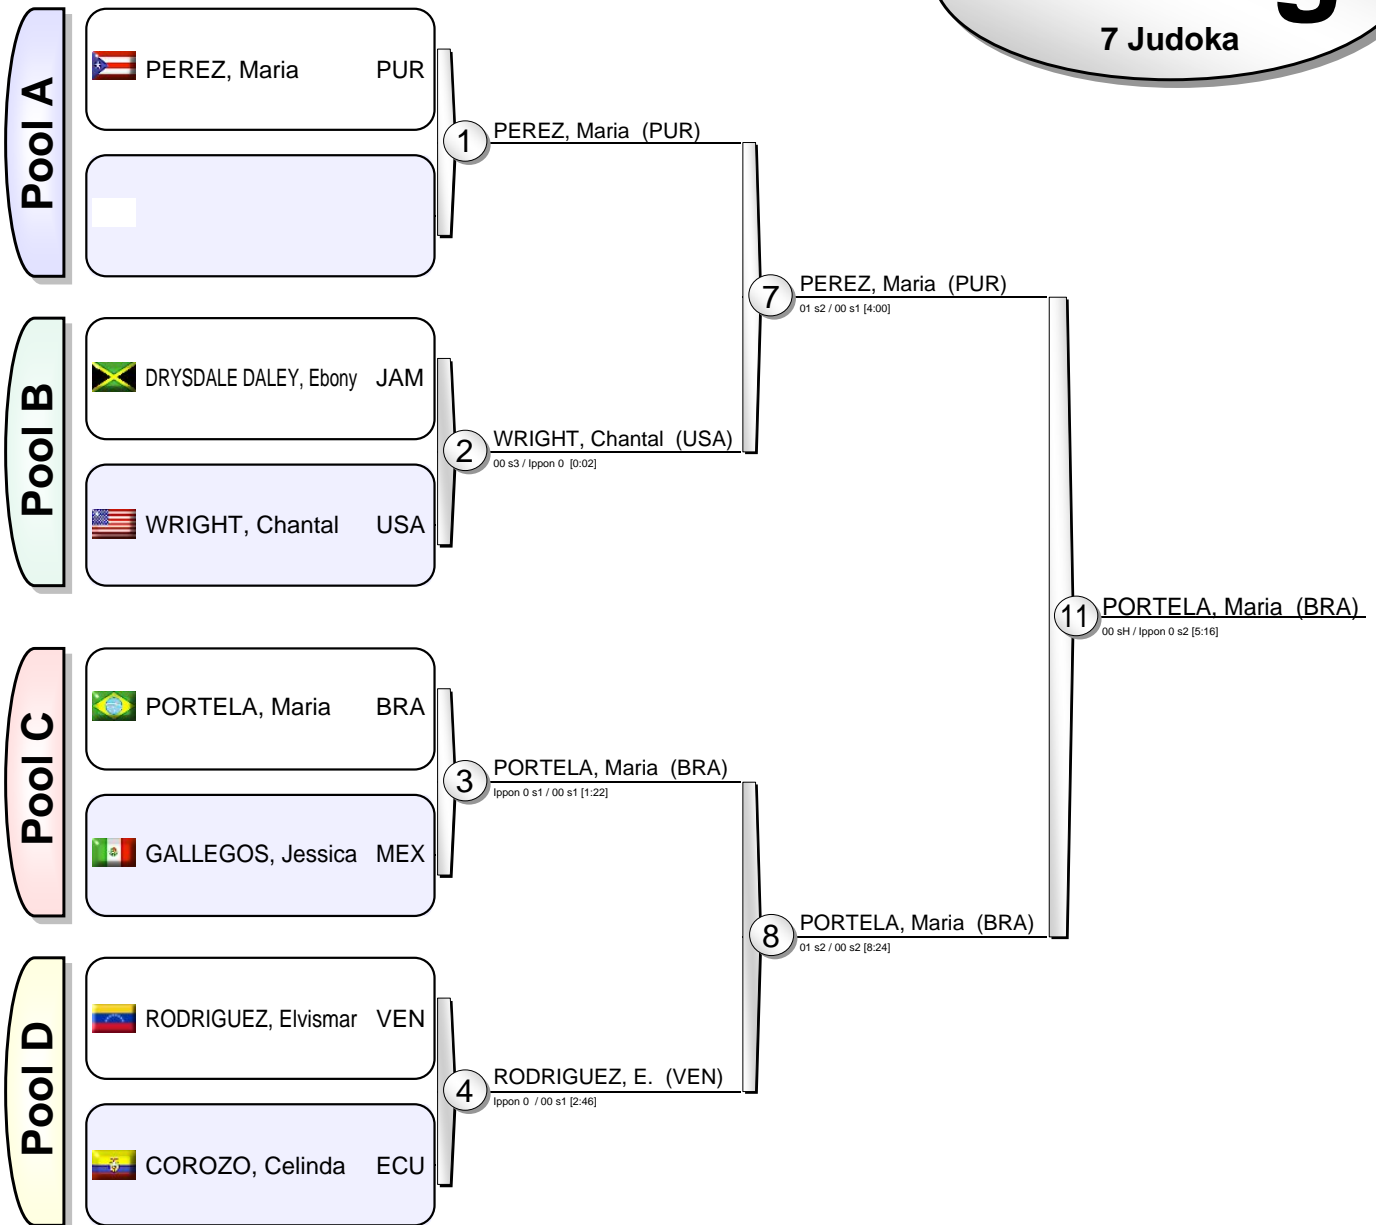 7 Judoka
Pool A
PEREZ, Maria PUR
1
PEREZ, Maria (PUR)
7
PEREZ, Maria (PUR)
01 s2 / 00 s1 [4:00]
Pool B
DRYSDALE DALEY, Ebony JAM
2
WRIGHT, Chantal (USA)
00 s3 / Ippon 0 [0:02]
WRIGHT, Chantal USA
11
PORTELA, Maria (BRA)
00 sH / Ippon 0 s2 [5:16]
Pool C
PORTELA, Maria BRA
3
PORTELA, Maria (BRA)
Ippon 0 s1 / 00 s1 [1:22]
GALLEGOS, Jessica MEX
8
PORTELA, Maria (BRA)
01 s2 / 00 s2 [8:24]
Pool D
RODRIGUEZ, Elvismar VEN
4
RODRIGUEZ, E. (VEN)
Ippon 0 / 00 s1 [2:46]
COROZO, Celinda ECU